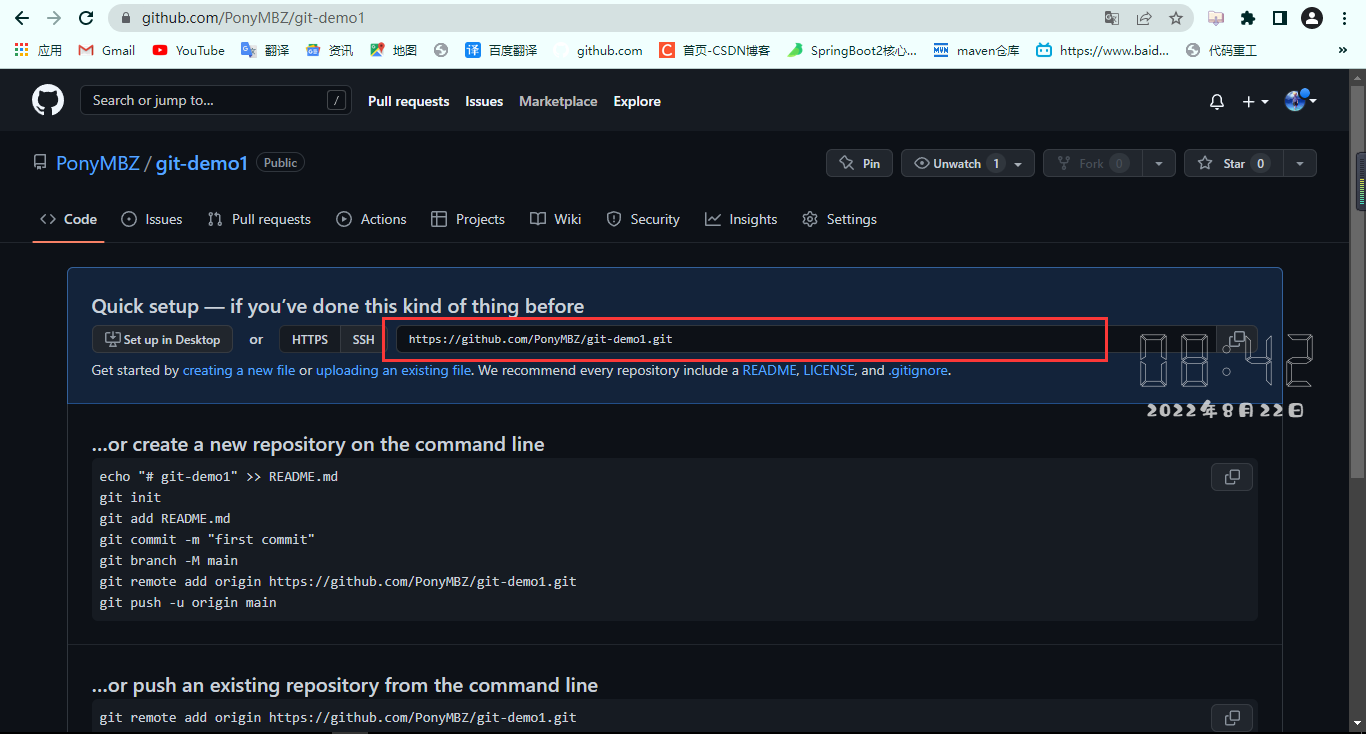 github.com/PonyMBZ/git-demo1
应用 Gmail YouTube 翻译 资讯 地图 译 百度翻译 github.com C 首页-CSDN博客 SpringBoot2核心... MVN maven仓库 https://www.baid... 代码重工 »
Search or jump to... / Pull requests Issues Marketplace Explore
PonyMBZ / git-demo1 Public Pin Unwatch 1 Fork 0 Star 0
Code Issues Pull requests Actions Projects Wiki Security Insights Settings
Quick setup — if you’ve done this kind of thing before
Set up in Desktop or HTTPS SSH https://github.com/PonyMBZ/git-demo1.git
08:42
Get started by creating a new file or uploading an existing file. We recommend every repository include a README, LICENSE, and .gitignore.
2022年8月22日
…or create a new repository on the command line
echo "# git-demo1" >> README.md
git init
git add README.md
git commit -m "first commit"
git branch -M main
git remote add origin https://github.com/PonyMBZ/git-demo1.git
git push -u origin main
…or push an existing repository from the command line
git remote add origin https://github.com/PonyMBZ/git-demo1.git